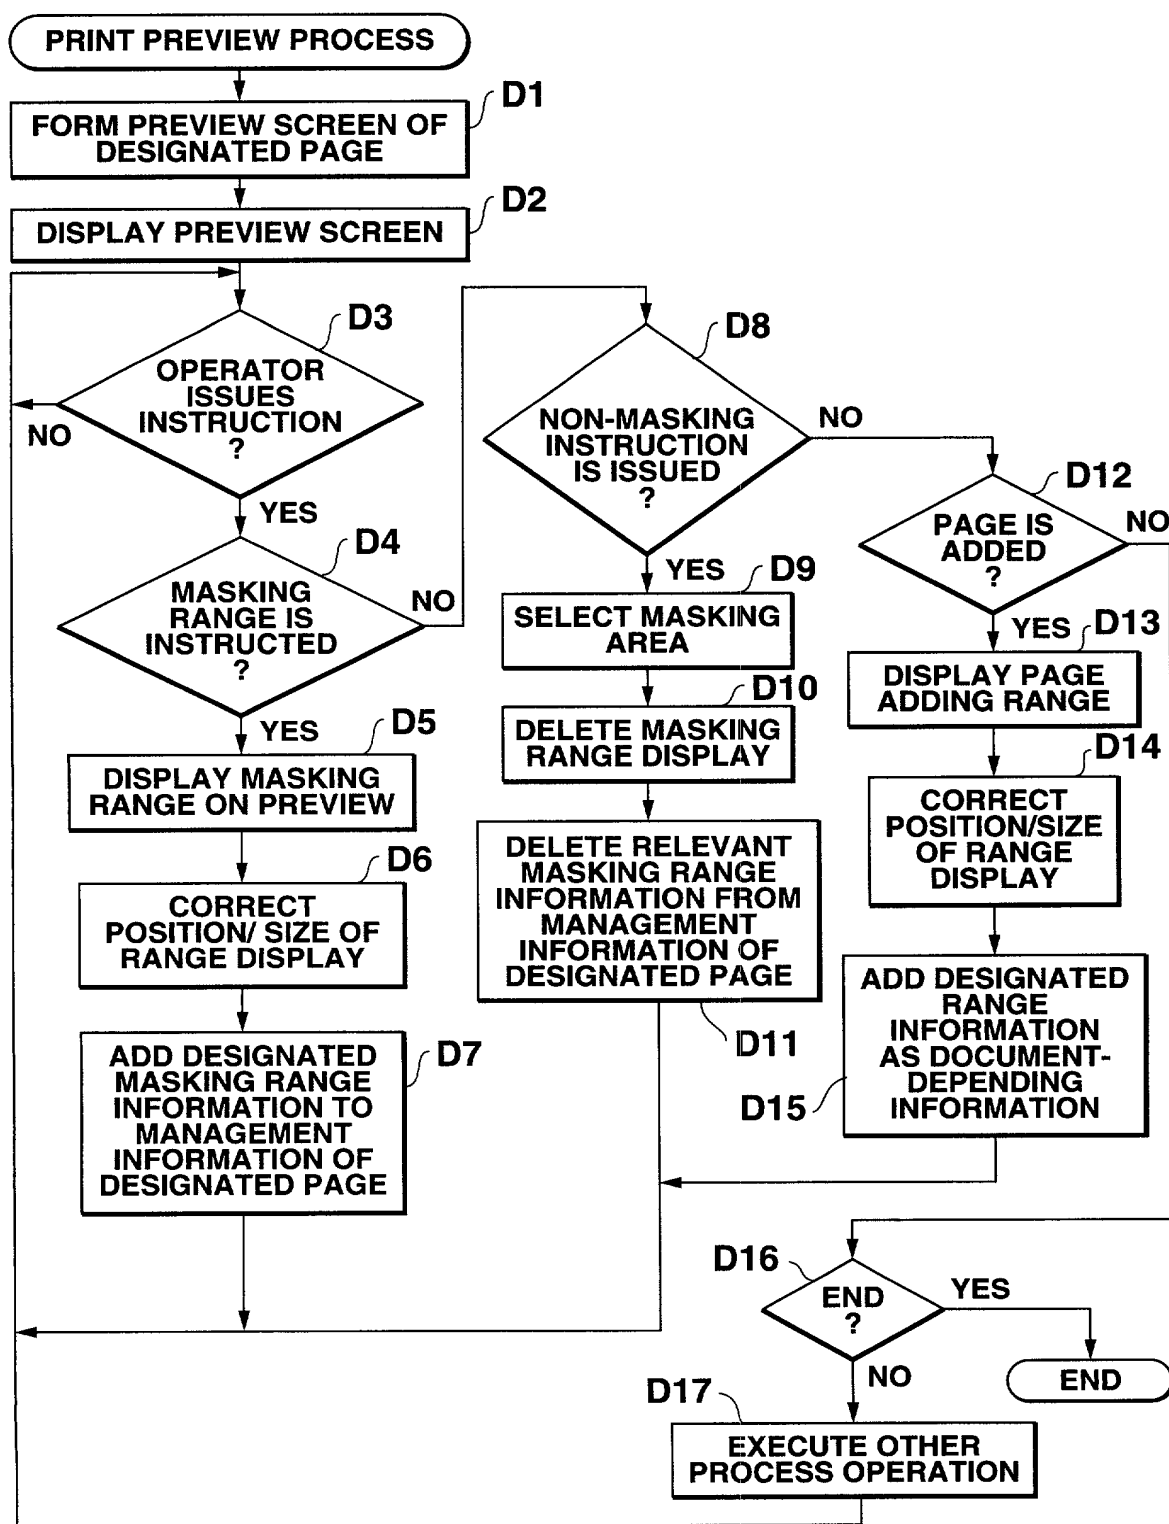 PRINT PREVIEW PROCESS
D1
FORM PREVIEW SCREEN OF
DESIGNATED PAGE
D2
DISPLAY PREVIEW SCREEN
D3
OPERATOR
ISSUES
INSTRUCTION
?
NO
YES
D4
MASKING
RANGE IS
INSTRUCTED
?
NO
YES
D5
DISPLAY MASKING
RANGE ON PREVIEW
D6
CORRECT
POSITION/ SIZE OF
RANGE DISPLAY
D7
ADD DESIGNATED
MASKING RANGE
INFORMATION TO
MANAGEMENT
INFORMATION OF
DESIGNATED PAGE
D8
NON-MASKING
INSTRUCTION
IS ISSUED
?
NO
YES
D9
SELECT MASKING
AREA
D10
DELETE MASKING
RANGE DISPLAY
DELETE RELEVANT
MASKING RANGE
INFORMATION FROM
MANAGEMENT
INFORMATION OF
DESIGNATED PAGE
D11
D12
PAGE IS
ADDED
?
NO
YES
D13
DISPLAY PAGE
ADDING RANGE
D14
CORRECT
POSITION/SIZE
OF RANGE
DISPLAY
ADD DESIGNATED
RANGE
INFORMATION
AS DOCUMENT-
DEPENDING
INFORMATION
D15
D16
END
?
YES
NO
END
D17
EXECUTE OTHER
PROCESS OPERATION